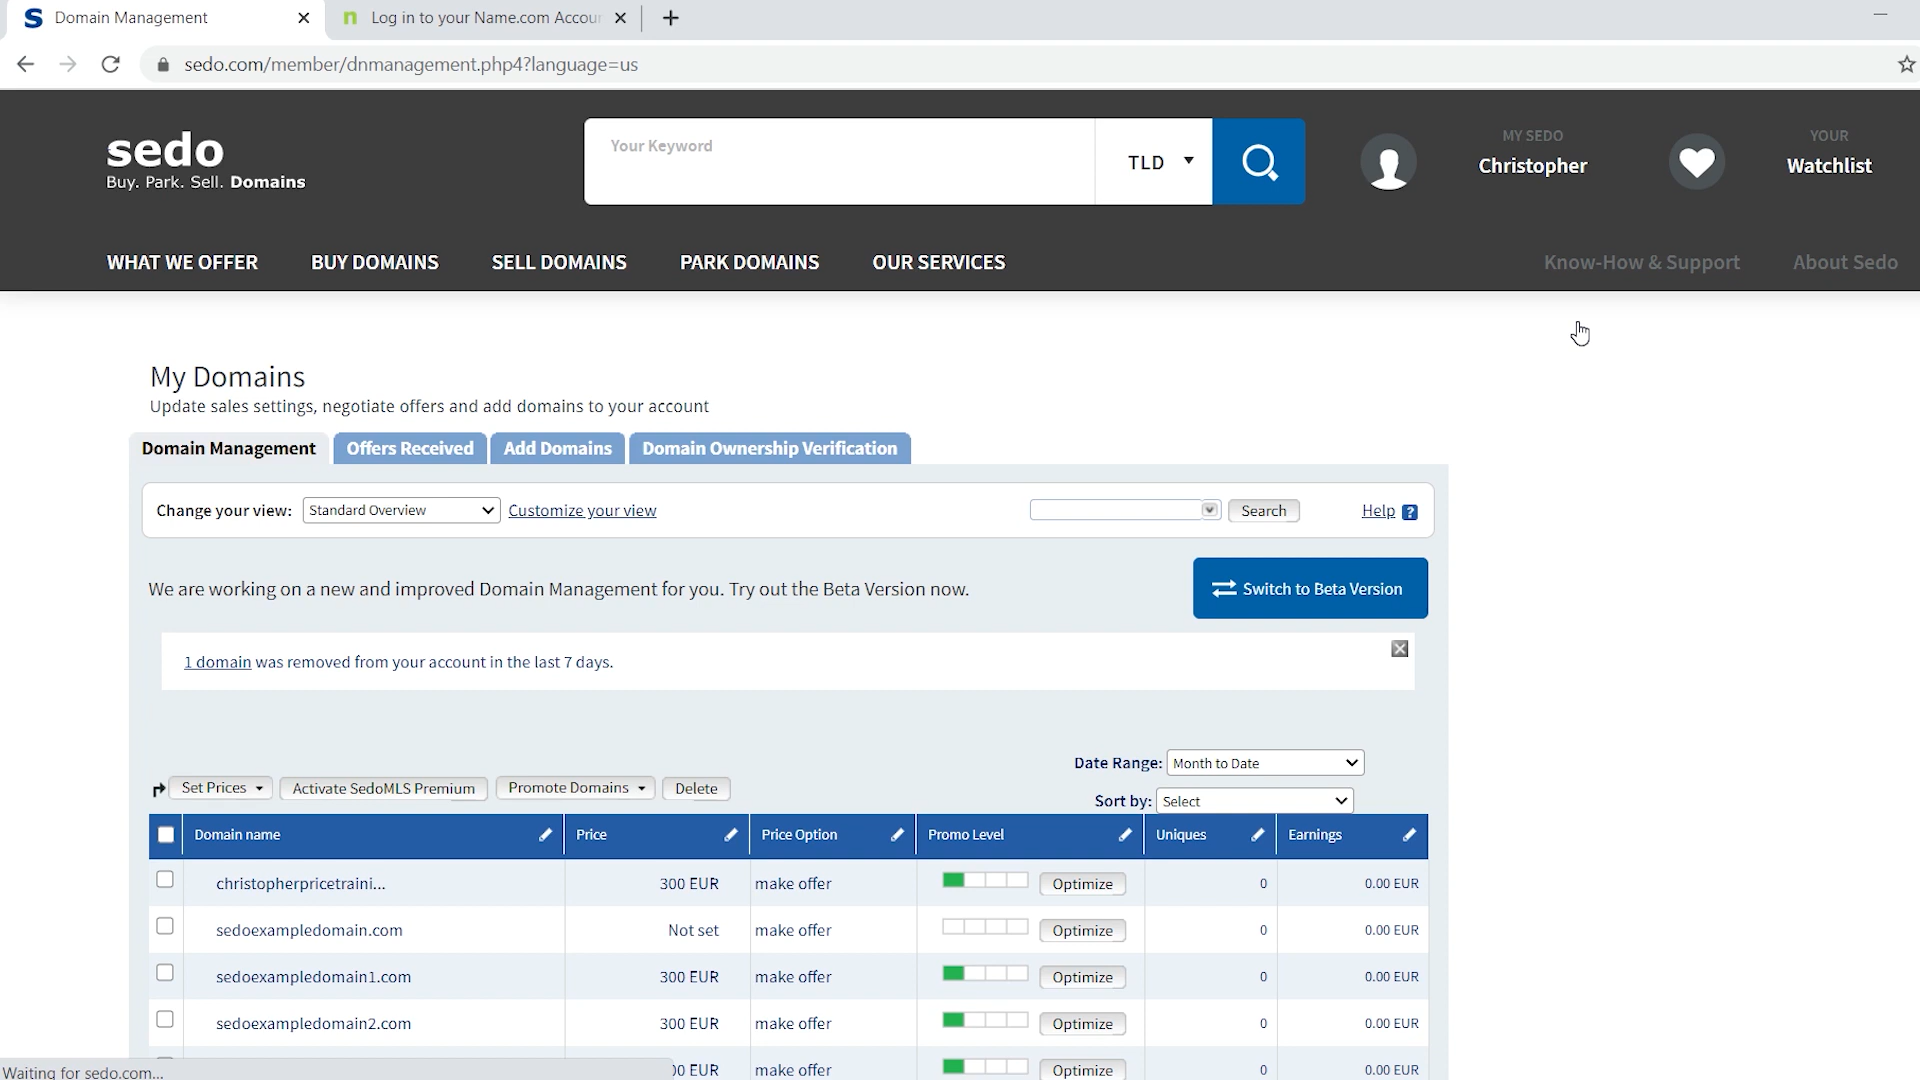 Domain Management
Log in to your Name.com Accou
sedo.com/member/dnmanagement.php4?language=us
sedo
Buy. Park. Sell. Domains
Your Keyword
TLD
MY SEDO
Christopher
YOUR
Watchlist
WHAT WE OFFER
BUY DOMAINS
SELL DOMAINS
PARK DOMAINS
OUR SERVICES
Know-How & Support
About Sedo
My Domains
Update sales settings, negotiate offers and add domains to your account
Domain Management
Offers Received
Add Domains
Domain Ownership Verification
Change your view:
Standard Overview
Customize your view
Search
Help ?
We are working on a new and improved Domain Management for you. Try out the Beta Version now.
Switch to Beta Version
1 domain was removed from your account in the last 7 days.
Date Range: Month to Date
Set Prices
Activate SedoMLS Premium
Promote Domains
Delete
Sort by: Select
Domain name Price Price Option Promo Level Uniques Earnings
christopherpricetraini... 300 EUR make offer Optimize 0 0.00 EUR
sedoexampledomain.com Not set make offer Optimize 0 0.00 EUR
sedoexampledomain1.com 300 EUR make offer Optimize 0 0.00 EUR
sedoexampledomain2.com 300 EUR make offer Optimize 0 0.00 EUR
00 EUR make offer Optimize 0 0.00 EUR
Waiting for sedo.com...